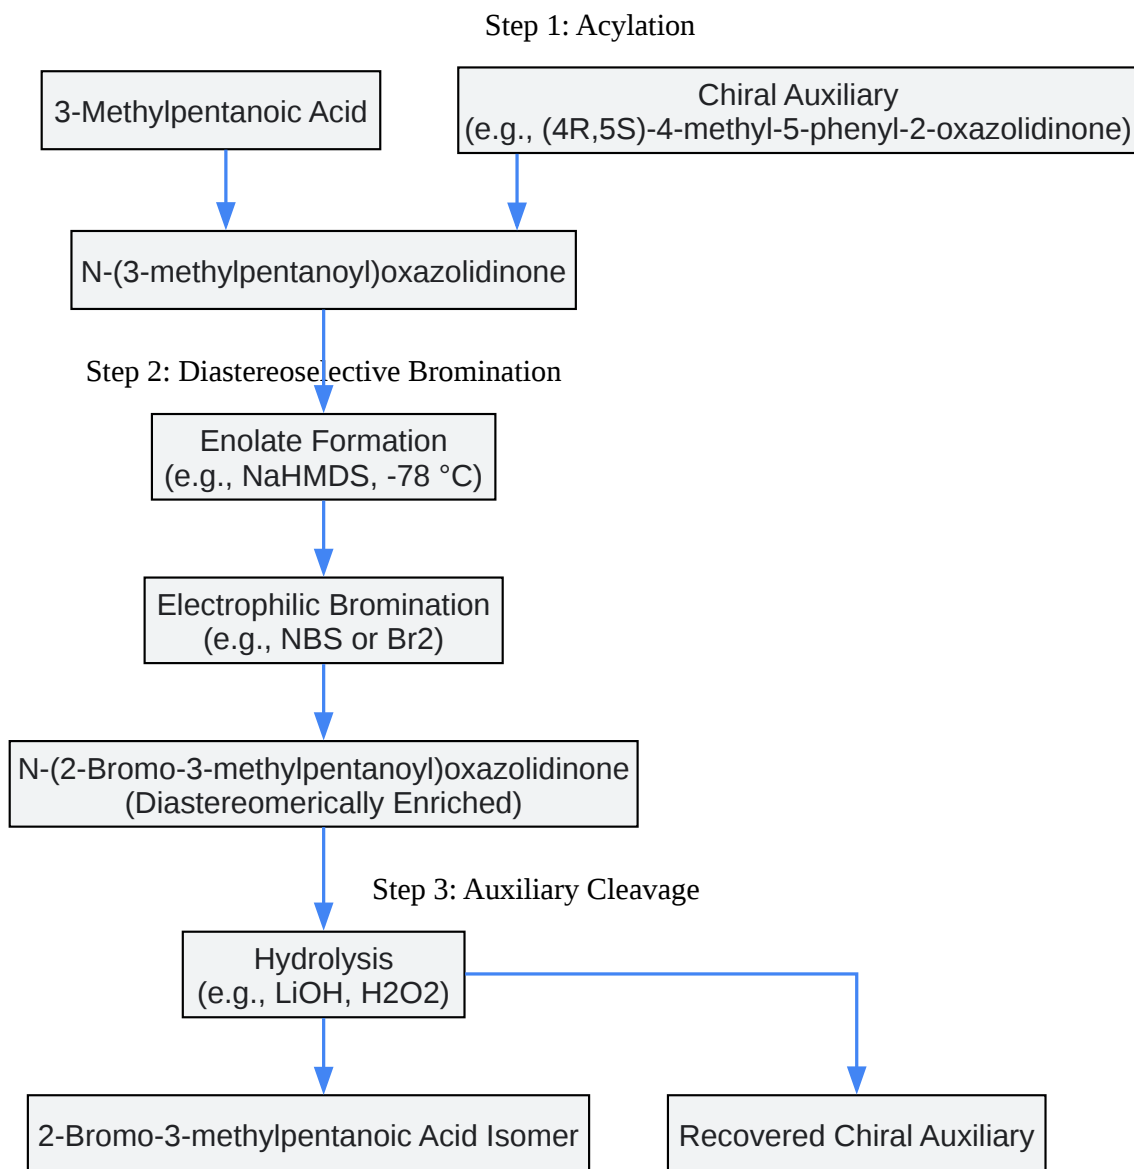 Step 1: Acylation
3-Methylpentanoic Acid
Chiral Auxiliary
(e.g., (4R,5S)-4-methyl-5-phenyl-2-oxazolidinone)
N-(3-methylpentanoyl)oxazolidinone
Step 2: Diastereoselective Bromination
Enolate Formation
(e.g., NaHMDS, -78 °C)
Electrophilic Bromination
(e.g., NBS or Br2)
N-(2-Bromo-3-methylpentanoyl)oxazolidinone
(Diastereomerically Enriched)
Step 3: Auxiliary Cleavage
Hydrolysis
(e.g., LiOH, H2O2)
2-Bromo-3-methylpentanoic Acid Isomer
Recovered Chiral Auxiliary